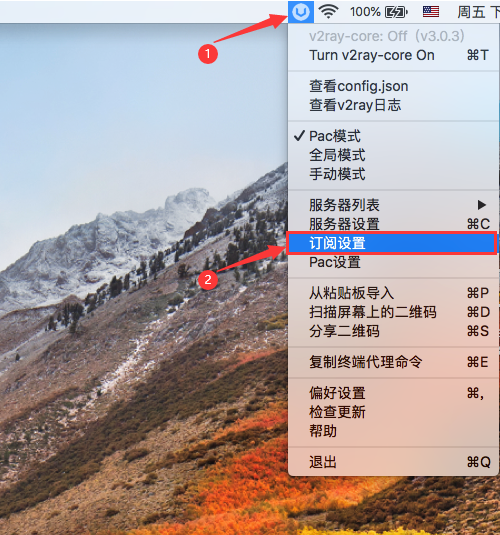 100% 周五 下
1
v2ray-core: Off (v3.0.3)
Turn v2ray-core On ⌘T
查看config.json
查看v2ray日志
✓ Pac模式
全局模式
手动模式
服务器列表 ▶
服务器设置 ⌘C
订阅设置
2
Pac设置
从粘贴板导入 ⌘P
扫描屏幕上的二维码 ⌘D
分享二维码 ⌘S
复制终端代理命令 ⌘E
偏好设置 ⌘,
检查更新
帮助
退出 ⌘Q